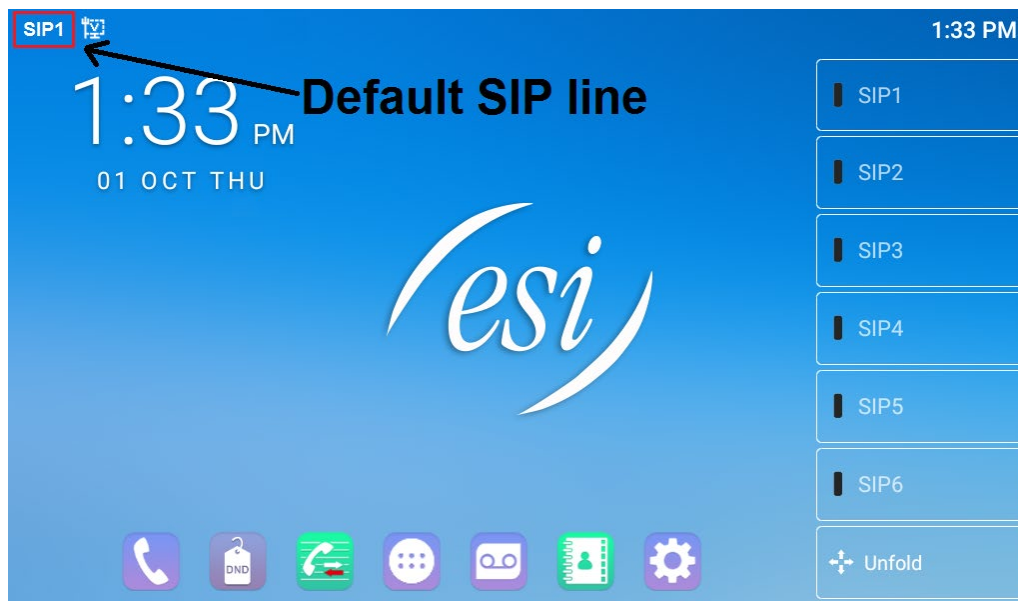 SIP1
1:33 PM
1:33 PM
Default SIP line
01 OCT THU
esi
SIP1
SIP2
SIP3
SIP4
SIP5
SIP6
Unfold
DND